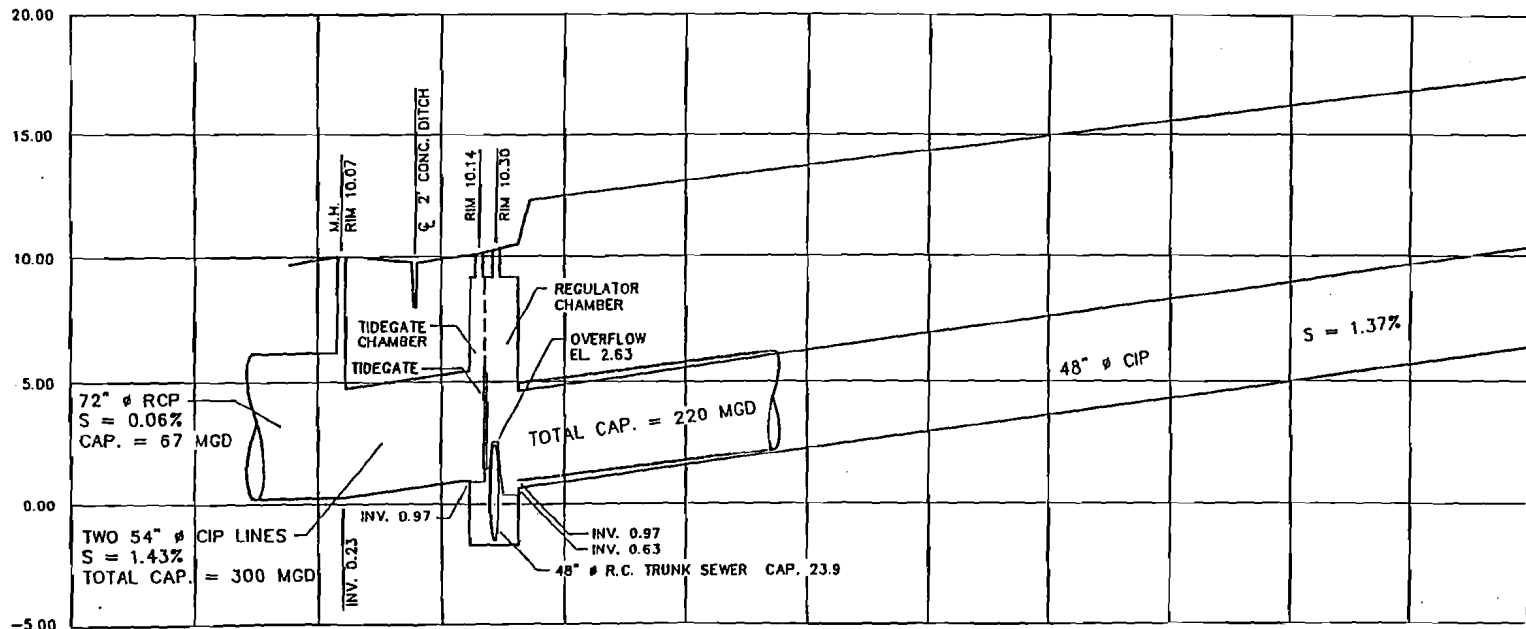 20.00
15.00
10.00
5.00
0.00
-5.00
M.H.
RIM 10.07
℄ 2' CONC. DITCH
RIM 10.14
RIM 10.30
REGULATOR
CHAMBER
TIDEGATE
CHAMBER
TIDEGATE
OVERFLOW
EL. 2.63
72" ø RCP
S = 0.06%
CAP. = 67 MGD
TOTAL CAP. = 220 MGD
48" ø CIP
S = 1.37%
TWO 54" ø CIP LINES
S = 1.43%
TOTAL CAP. = 300 MGD
INV. 0.23
INV. 0.97
INV. 0.97
INV. 0.63
48" ø R.C. TRUNK SEWER CAP. 23.9